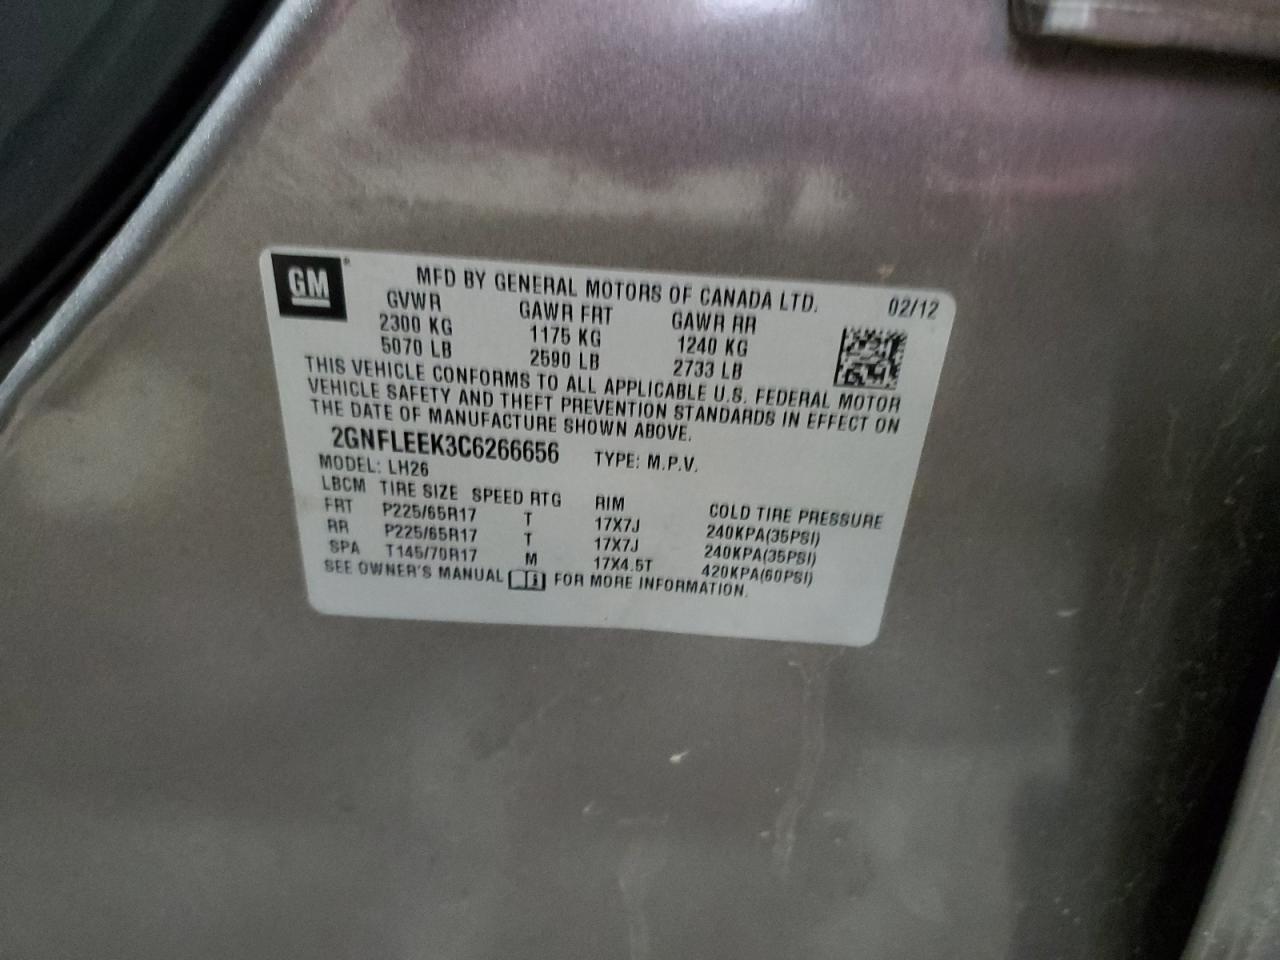 GM
MFD BY GENERAL MOTORS OF CANADA LTD. 02/12
GVWR GAWR FRT GAWR RR
2300 KG 1175 KG 1240 KG
5070 LB 2590 LB 2733 LB
THIS VEHICLE CONFORMS TO ALL APPLICABLE U.S. FEDERAL MOTOR
VEHICLE SAFETY AND THEFT PREVENTION STANDARDS IN EFFECT ON
THE DATE OF MANUFACTURE SHOWN ABOVE.
2GNFLEEK3C6266656 TYPE: M.P.V.
MODEL: LH26
LBCM TIRE SIZE SPEED RTG RIM COLD TIRE PRESSURE
FRT P225/65R17 T 17X7J 240KPA(35PSI)
RR P225/65R17 T 17X7J 240KPA(35PSI)
SPA T145/70R17 M 17X4.5T 420KPA(60PSI)
SEE OWNER'S MANUAL FOR MORE INFORMATION.